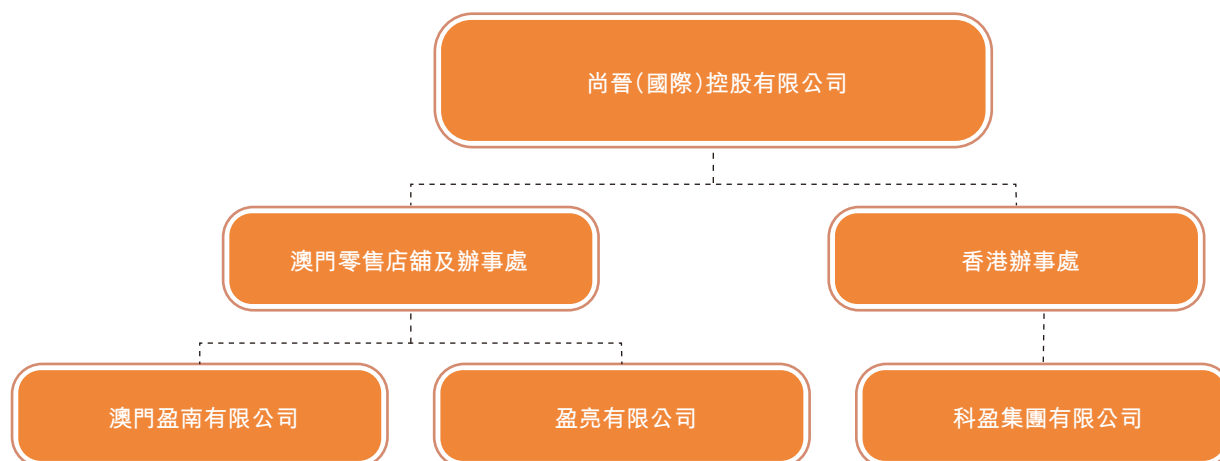 尚晉(國際)控股有限公司
澳門零售店舖及辦事處
香港辦事處
澳門盈南有限公司
盈亮有限公司
科盈集團有限公司